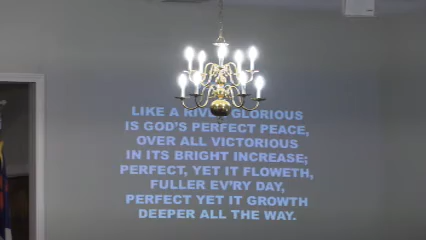 LIKE A RIVER GLORIOUS
IS GOD'S PERFECT PEACE,
OVER ALL VICTORIOUS
IN ITS BRIGHT INCREASE;
PERFECT, YET IT FLOWETH,
FULLER EV'RY DAY,
PERFECT YET IT GROWTH
DEEPER ALL THE WAY.